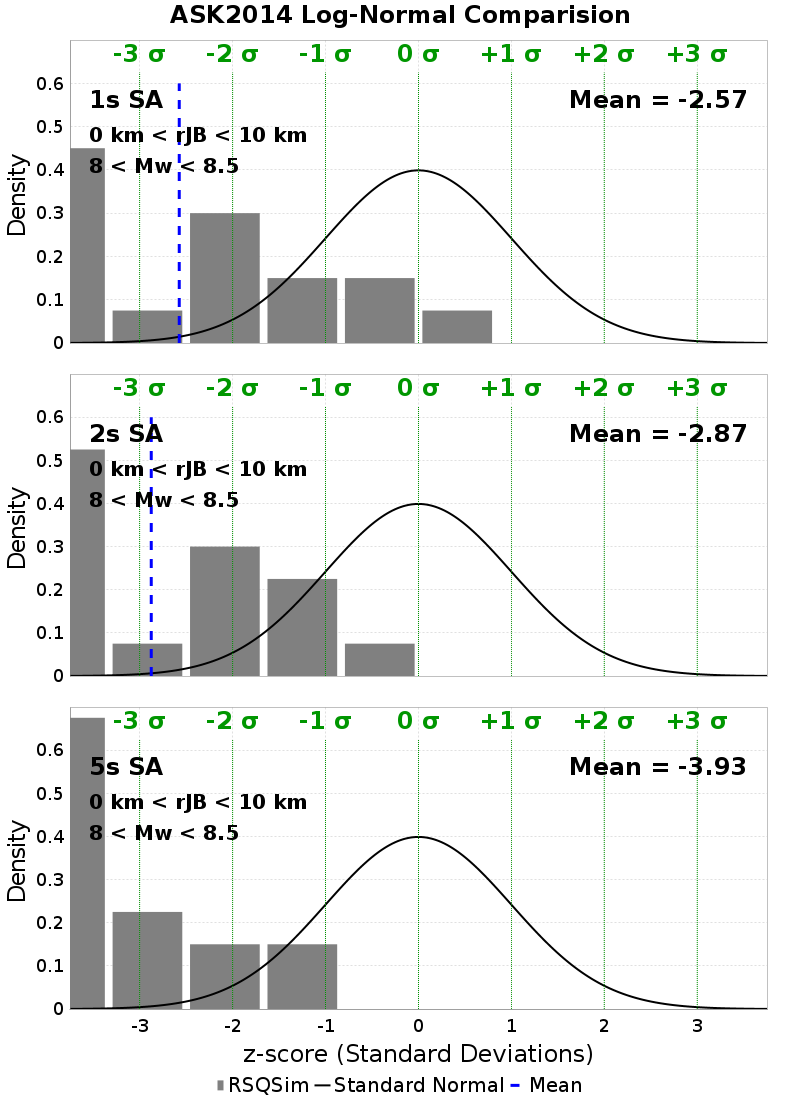 ASK2014 Log-Normal Comparision
-3 σ -2 σ -1 σ 0 σ +1 σ +2 σ +3 σ
0.6
1s SA Mean = -2.57
0.5
0 km < rJB < 10 km
8 < Mw < 8.5
0.4
0.3
0.2
0.1
0
Density
-3 σ -2 σ -1 σ 0 σ +1 σ +2 σ +3 σ
0.6
2s SA Mean = -2.87
0.5
0 km < rJB < 10 km
8 < Mw < 8.5
0.4
0.3
0.2
0.1
0
Density
-3 σ -2 σ -1 σ 0 σ +1 σ +2 σ +3 σ
0.6
5s SA Mean = -3.93
0.5
0 km < rJB < 10 km
8 < Mw < 8.5
0.4
0.3
0.2
0.1
0
Density
-3 -2 -1 0 1 2 3
z-score (Standard Deviations)
RSQSim Standard Normal Mean